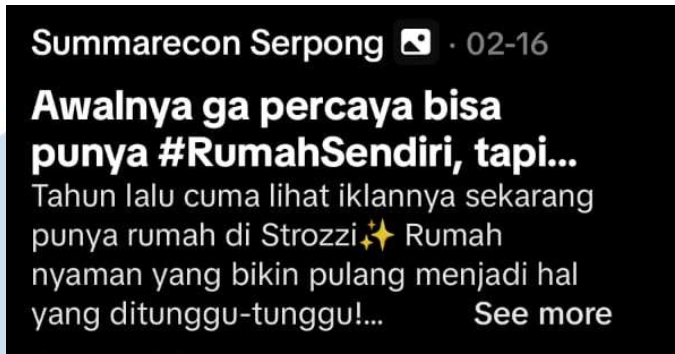 Summarecon Serpong · 02-16
Awalnya ga percaya bisa
punya #RumahSendiri, tapi...
Tahun lalu cuma lihat iklannya sekarang
punya rumah di Strozzi✨ Rumah
nyaman yang bikin pulang menjadi hal
yang ditunggu-tunggu!... See more